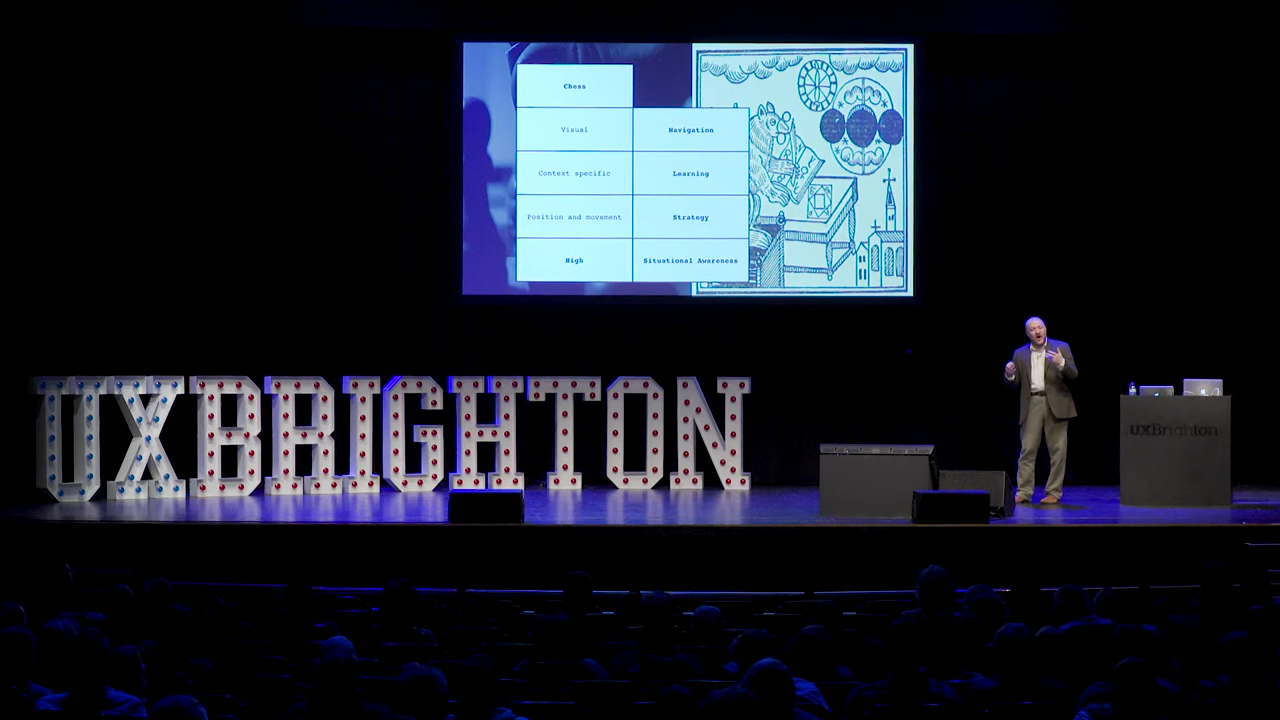 Chess
Visual Navigation
Context specific Learning
Position and movement Strategy
High Situational Awareness
UXBRIGHTON
UXBrighton